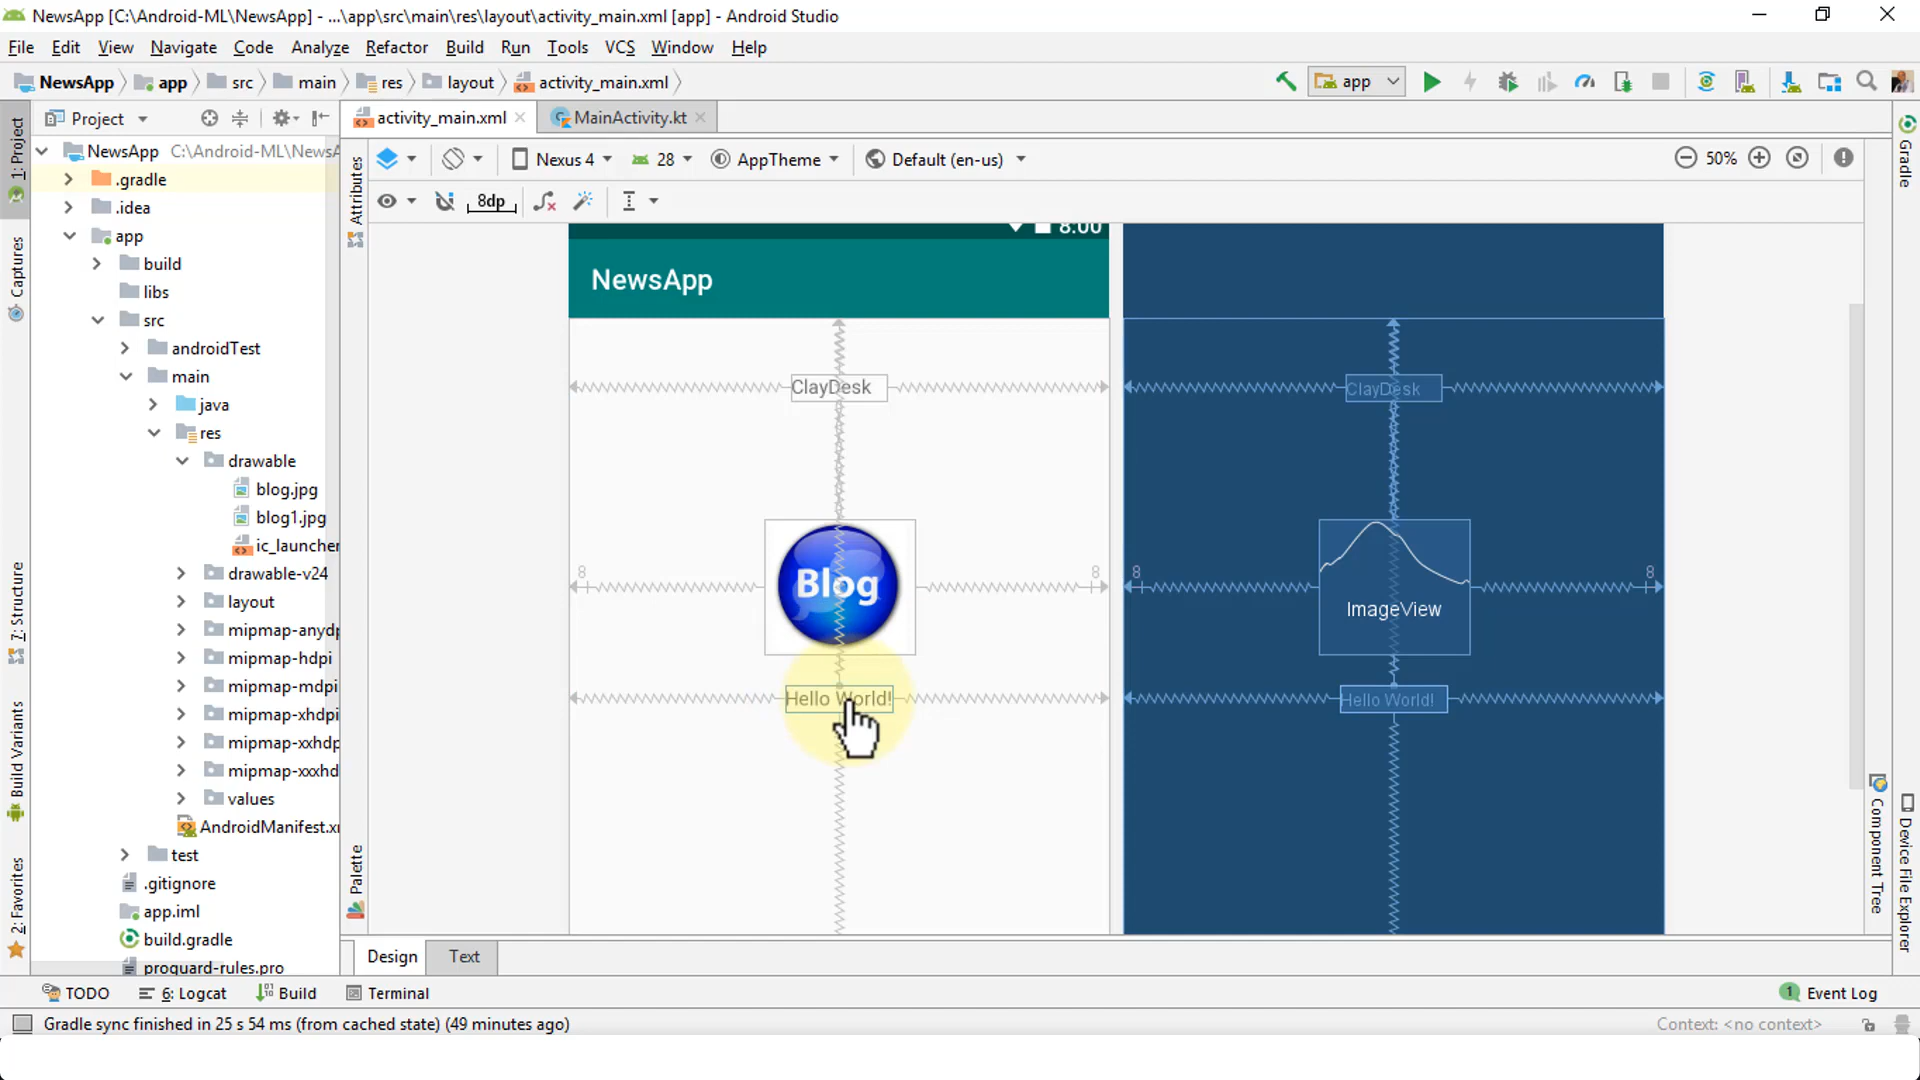 NewsApp [C:\Android-ML\NewsApp] - ...\app\src\main\res\layout\activity_main.xml [app] - Android Studio
File Edit View Navigate Code Analyze Refactor Build Run Tools VCS Window Help
NewsApp app src main res layout activity_main.xml app
1: Project
Captures
7: Structure
Build Variants
2: Favorites
Project
NewsApp C:\Android-ML\NewsA
.gradle
.idea
app
build
libs
src
androidTest
main
java
res
drawable
blog.jpg
blog1.jpg
ic_launcher
drawable-v24
layout
mipmap-anydp
mipmap-hdpi
mipmap-mdpi
mipmap-xhdpi
mipmap-xxhdp
mipmap-xxxhd
values
AndroidManifest.x
test
.gitignore
app.iml
build.gradle
proguard-rules.pro
activity_main.xml MainActivity.kt
Attributes
Palette
Nexus 4 28 AppTheme Default (en-us) 50%
8dp
8:00
NewsApp
ClayDesk
8 Blog 8
Hello World!
ClayDesk
8 8
ImageView
Hello World!
Gradle
Component Tree
Device File Explorer
Design Text
TODO 6: Logcat Build Terminal 1 Event Log
Gradle sync finished in 25 s 54 ms (from cached state) (49 minutes ago) Context: <no context>